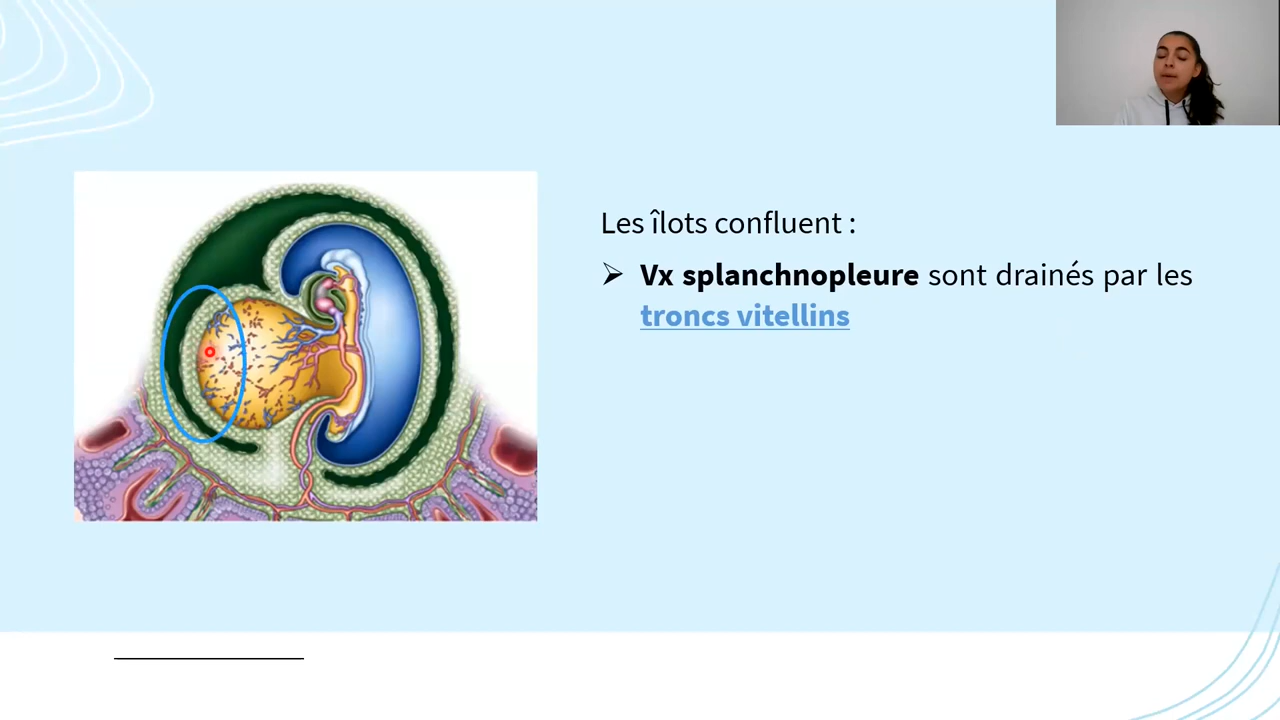 Les îlots confluent :
Vx splanchnopleure sont drainés par les
troncs vitellins